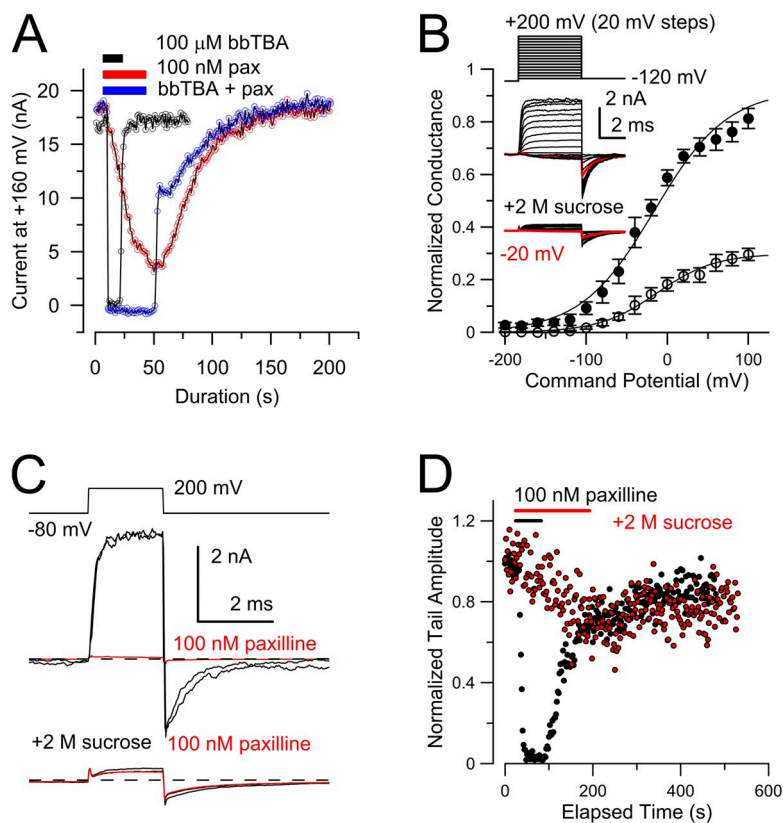 A
100 µM bbTBA
100 nM pax
bbTBA + pax
Current at +160 mV (nA)
20
15
10
5
0
0
50
100
150
200
Duration (s)
B
+200 mV (20 mV steps)
-120 mV
2 nA
2 ms
+2 M sucrose
-20 mV
Normalized Conductance
1
0.8
0.6
0.4
0.2
0
-200
-100
0
100
Command Potential (mV)
C
200 mV
-80 mV
2 nA
2 ms
100 nM paxilline
+2 M sucrose
100 nM paxilline
D
100 nM paxilline
+2 M sucrose
Normalized Tail Amplitude
1.2
0.8
0.4
0
0
200
400
600
Elapsed Time (s)